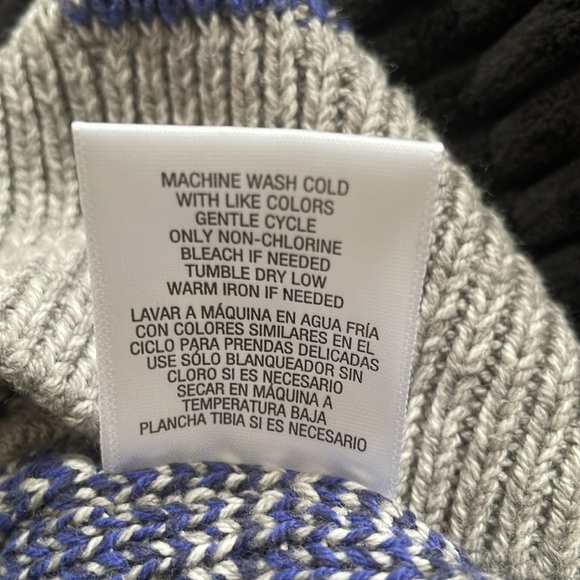 MACHINE WASH COLD
WITH LIKE COLORS
GENTLE CYCLE
ONLY NON-CHLORINE
BLEACH IF NEEDED
TUMBLE DRY LOW
WARM IRON IF NEEDED
LAVAR A MÁQUINA EN AGUA FRÍA
CON COLORES SIMILARES EN EL
CICLO PARA PRENDAS DELICADAS
USE SÓLO BLANQUEADOR SIN
CLORO SI ES NECESARIO
SECAR EN MÁQUINA A
TEMPERATURA BAJA
PLANCHA TIBIA SI ES NECESARIO